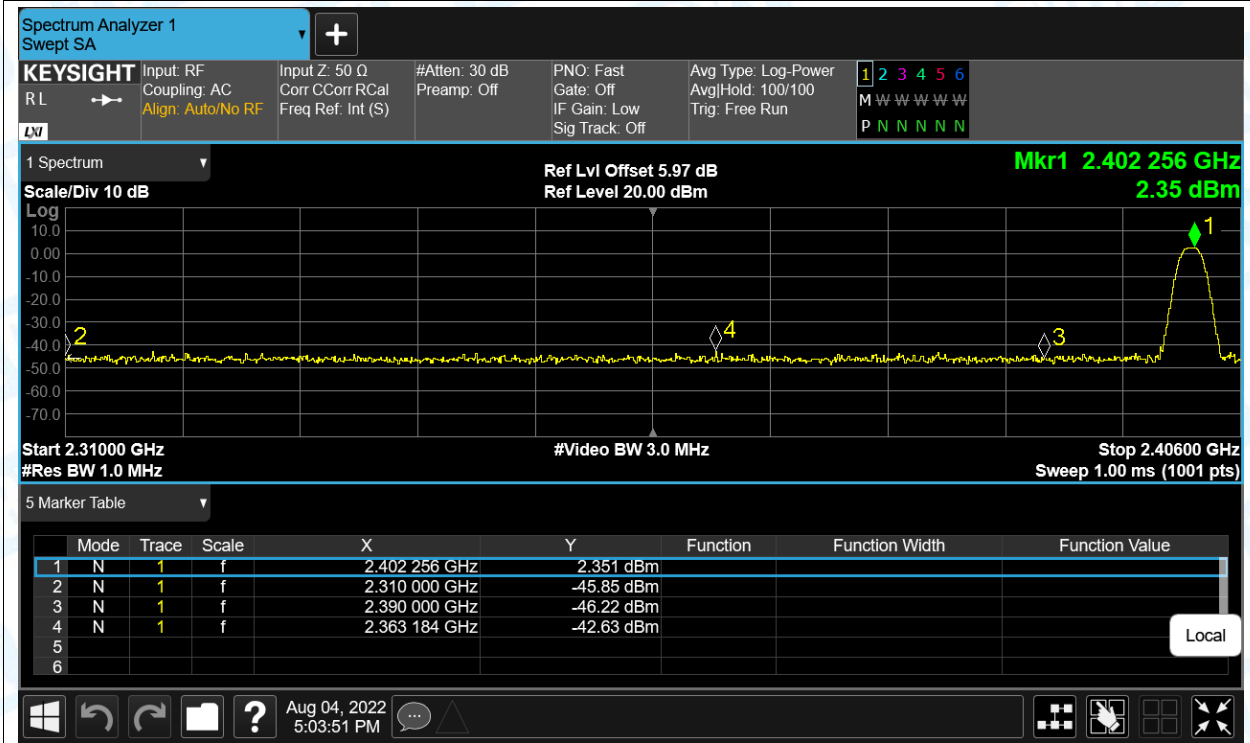 Spectrum Analyzer 1
Swept SA
+
KEYSIGHT
R L
LXI
Input: RF
Coupling: AC
Align: Auto/No RF
Input Z: 50 Ω
Corr CCorr RCal
Freq Ref: Int (S)
#Atten: 30 dB
Preamp: Off
PNO: Fast
Gate: Off
IF Gain: Low
Sig Track: Off
Avg Type: Log-Power
Avg|Hold: 100/100
Trig: Free Run
1 2 3 4 5 6
M W W W W W
P N N N N N
1 Spectrum
Scale/Div 10 dB
Ref Lvl Offset 5.97 dB
Ref Level 20.00 dBm
Mkr1 2.402 256 GHz
2.35 dBm
Log
10.0
0.00
-10.0
-20.0
-30.0
-40.0
-50.0
-60.0
-70.0
2
4
3
1
Start 2.31000 GHz
#Res BW 1.0 MHz
#Video BW 3.0 MHz
Stop 2.40600 GHz
Sweep 1.00 ms (1001 pts)
5 Marker Table
Mode Trace Scale X Y Function Function Width Function Value
1 N 1 f 2.402 256 GHz 2.351 dBm
2 N 1 f 2.310 000 GHz -45.85 dBm
3 N 1 f 2.390 000 GHz -46.22 dBm
4 N 1 f 2.363 184 GHz -42.63 dBm
5
6
Local
?
Aug 04, 2022
5:03:51 PM